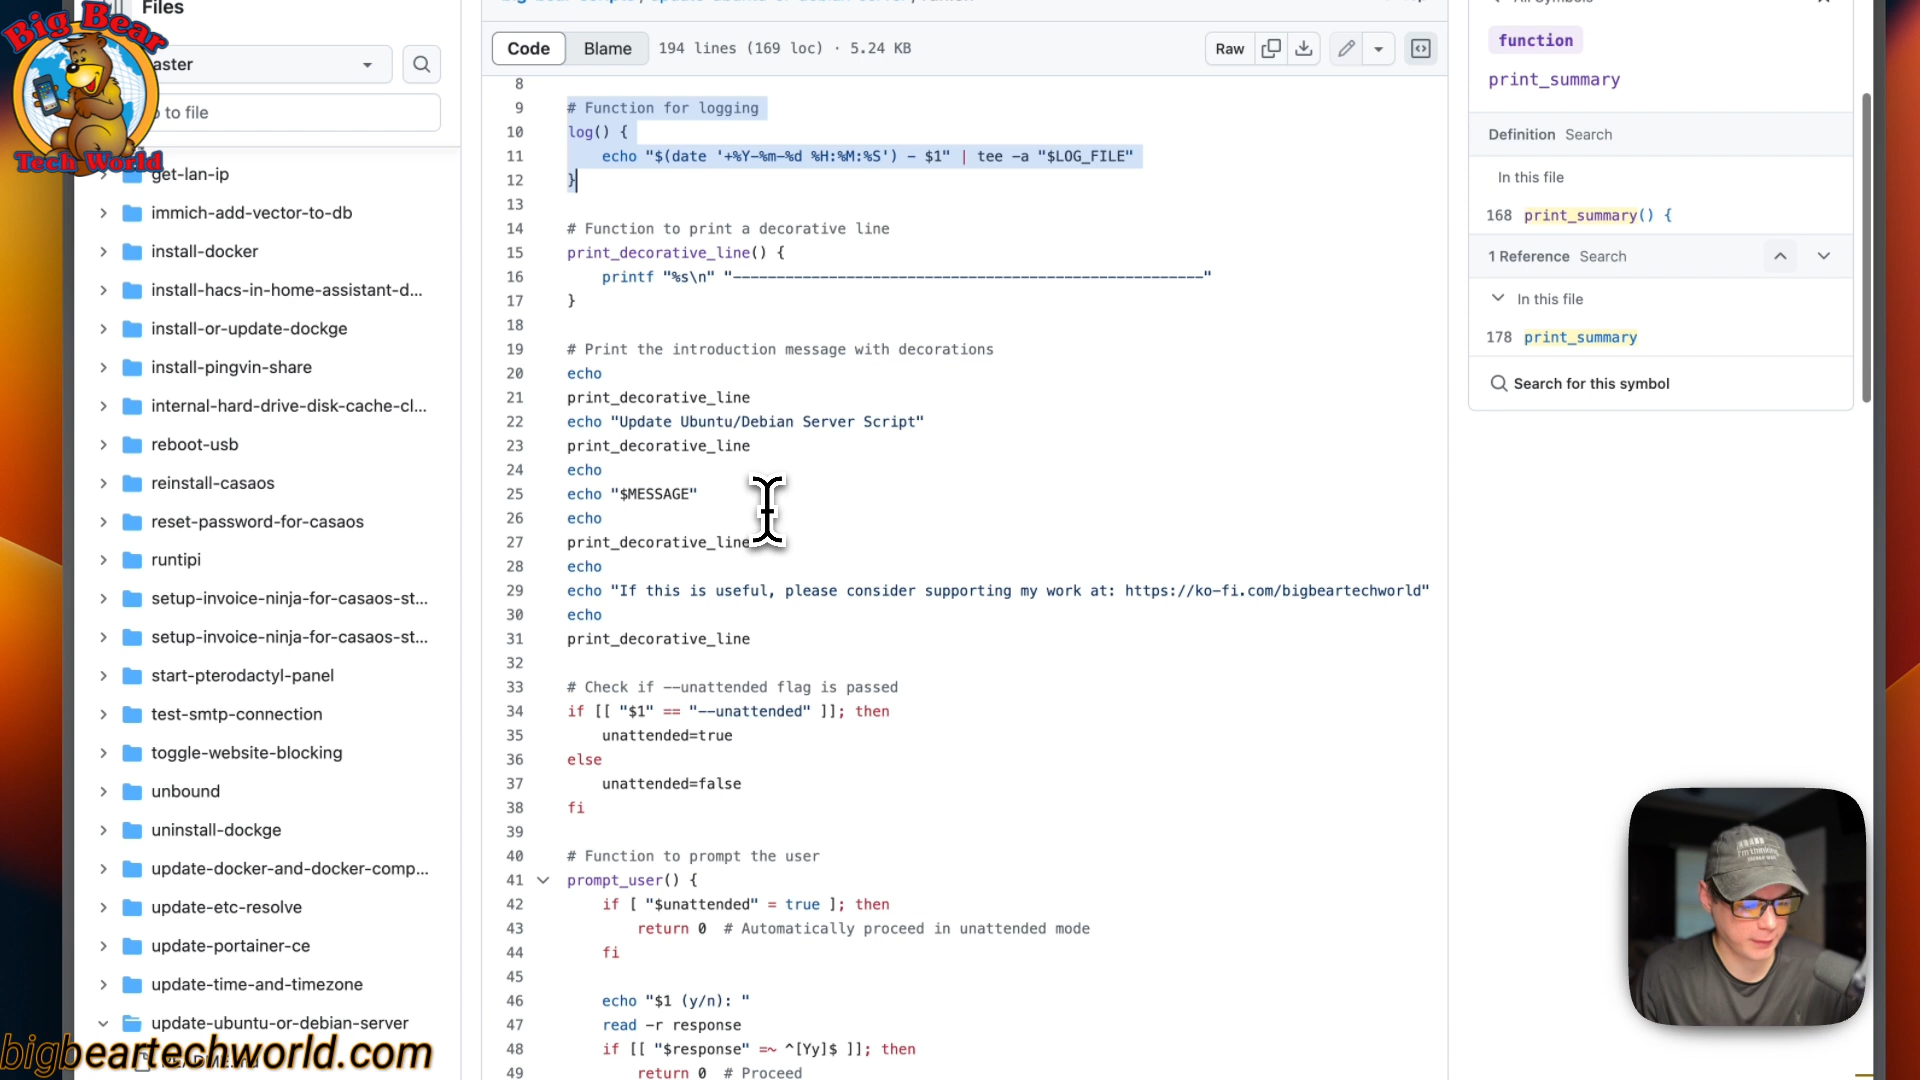 Big Bear
Tech World
Files
aster
to file
get-lan-ip
immich-add-vector-to-db
install-docker
install-hacs-in-home-assistant-d...
install-or-update-dockge
install-pingvin-share
internal-hard-drive-disk-cache-cl...
reboot-usb
reinstall-casaos
reset-password-for-casaos
runtipi
setup-invoice-ninja-for-casaos-st...
setup-invoice-ninja-for-casaos-st...
start-pterodactyl-panel
test-smtp-connection
toggle-website-blocking
unbound
uninstall-dockge
update-docker-and-docker-comp...
update-etc-resolve
update-portainer-ce
update-time-and-timezone
update-ubuntu-or-debian-server
bigbeartechworld.com
Code Blame 194 lines (169 loc) · 5.24 KB Raw
8
9 # Function for logging
10 log() {
11 echo "$(date '+%Y-%m-%d %H:%M:%S') - $1" | tee -a "$LOG_FILE"
12 }
13
14 # Function to print a decorative line
15 print_decorative_line() {
16 printf "%s\n" "------------------------------------------------------"
17 }
18
19 # Print the introduction message with decorations
20 echo
21 print_decorative_line
22 echo "Update Ubuntu/Debian Server Script"
23 print_decorative_line
24 echo
25 echo "$MESSAGE"
26 echo
27 print_decorative_line
28 echo
29 echo "If this is useful, please consider supporting my work at: https://ko-fi.com/bigbeartechworld"
30 echo
31 print_decorative_line
32
33 # Check if --unattended flag is passed
34 if [[ "$1" == "--unattended" ]]; then
35 unattended=true
36 else
37 unattended=false
38 fi
39
40 # Function to prompt the user
41 prompt_user() {
42 if [ "$unattended" = true ]; then
43 return 0 # Automatically proceed in unattended mode
44 fi
45
46 echo "$1 (y/n): "
47 read -r response
48 if [[ "$response" =~ ^[Yy]$ ]]; then
49 return 0 # Proceed
function
print_summary
Definition Search
In this file
168 print_summary() {
1 Reference Search
In this file
178 print_summary
Search for this symbol